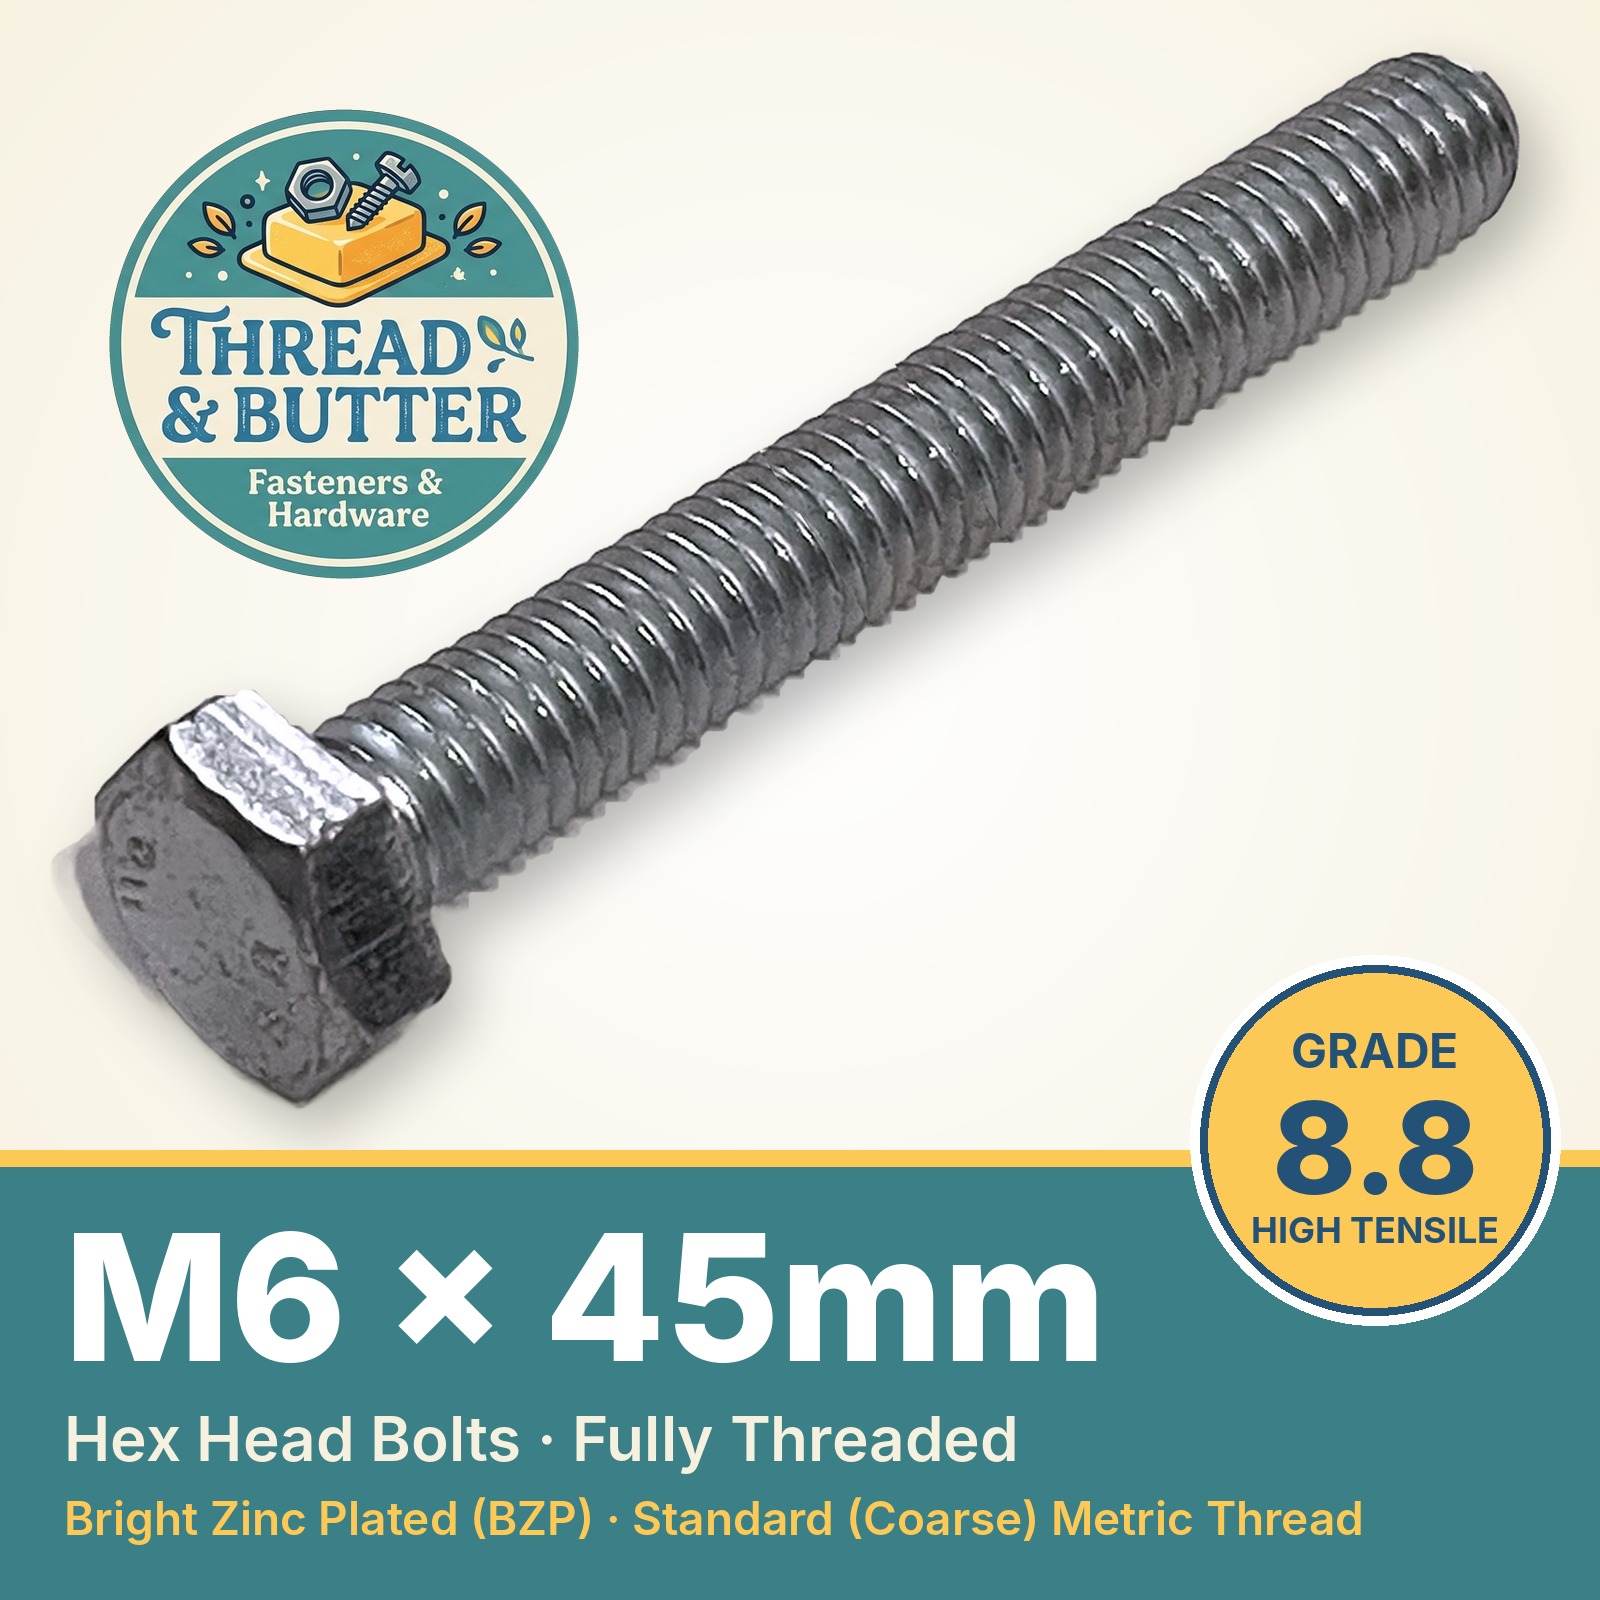 THREAD
& BUTTER
Fasteners &
Hardware
GRADE
8.8
HIGH TENSILE
M6 × 45mm
Hex Head Bolts · Fully Threaded
Bright Zinc Plated (BZP) · Standard (Coarse) Metric Thread